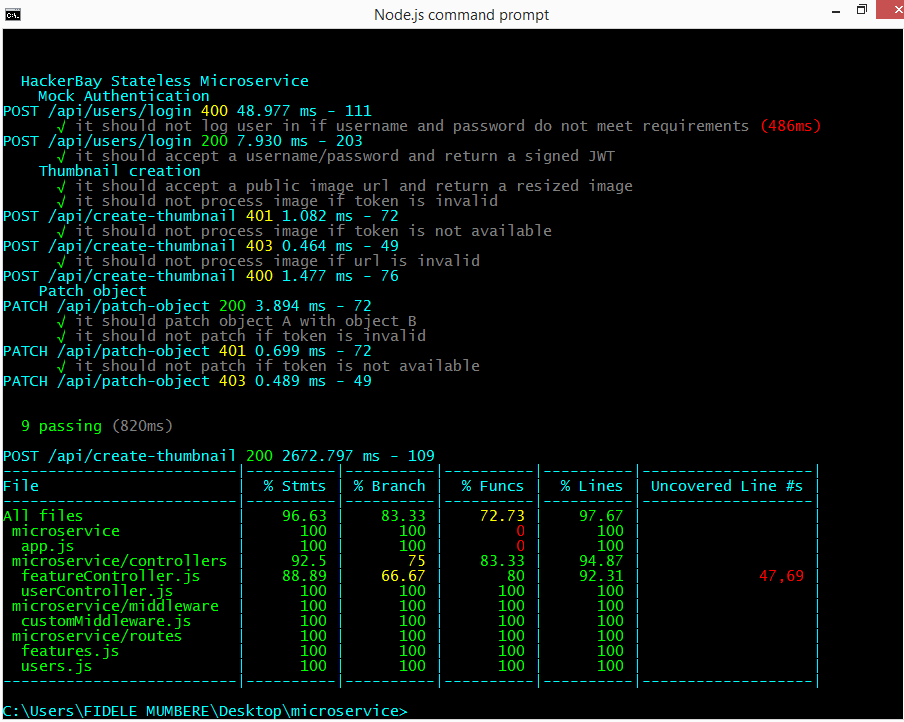 Node.js command prompt
HackerBay Stateless Microservice
Mock Authentication
POST /api/users/login 400 48.977 ms - 111
√ it should not log user in if username and password do not meet requirements (486ms)
POST /api/users/login 200 7.930 ms - 203
√ it should accept a username/password and return a signed JWT
Thumbnail creation
√ it should accept a public image url and return a resized image
√ it should not process image if token is invalid
POST /api/create-thumbnail 401 1.082 ms - 72
√ it should not process image if token is not available
POST /api/create-thumbnail 403 0.464 ms - 49
√ it should not process image if url is invalid
POST /api/create-thumbnail 400 1.477 ms - 76
Patch object
PATCH /api/patch-object 200 3.894 ms - 72
√ it should patch object A with object B
√ it should not patch if token is invalid
PATCH /api/patch-object 401 0.699 ms - 72
√ it should not patch if token is not available
PATCH /api/patch-object 403 0.489 ms - 49
9 passing (820ms)
POST /api/create-thumbnail 200 2672.797 ms - 109
--------------------------|----------|----------|----------|----------|-------------------|
File | % Stmts | % Branch | % Funcs | % Lines | Uncovered Line #s |
--------------------------|----------|----------|----------|----------|-------------------|
All files | 96.63 | 83.33 | 72.73 | 97.67 | |
microservice | 100 | 100 | 0 | 100 | |
app.js | 100 | 100 | 0 | 100 | |
microservice/controllers | 92.5 | 75 | 83.33 | 94.87 | |
featureController.js | 88.89 | 66.67 | 80 | 92.31 | 47,69 |
userController.js | 100 | 100 | 100 | 100 | |
microservice/middleware | 100 | 100 | 100 | 100 | |
customMiddleware.js | 100 | 100 | 100 | 100 | |
microservice/routes | 100 | 100 | 100 | 100 | |
features.js | 100 | 100 | 100 | 100 | |
users.js | 100 | 100 | 100 | 100 | |
--------------------------|----------|----------|----------|----------|-------------------|
C:\Users\FIDELE MUMBERE\Desktop\microservice>